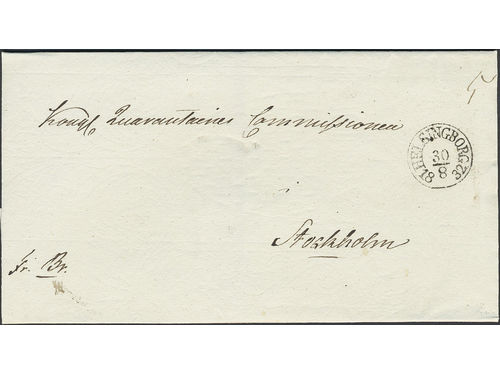 Kongl Quarantaines Commissionen
HELSINGBORG
30
8
18 32
i
Stockholm
Fr. Br.